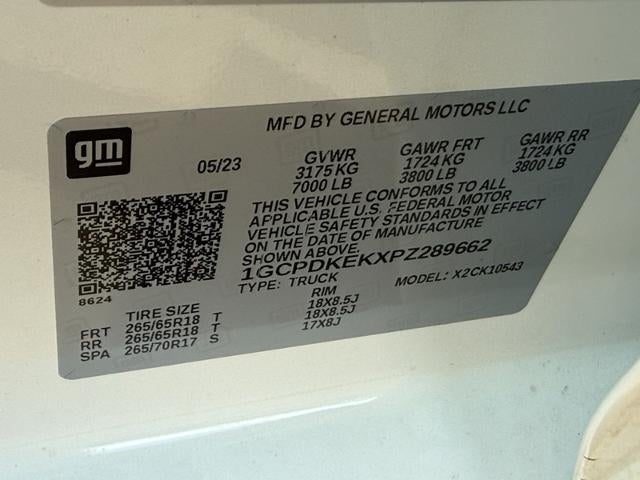 MFD BY GENERAL MOTORS LLC
gm
05/23 GVWR GAWR FRT GAWR RR
3175 KG 1724 KG 1724 KG
7000 LB 3800 LB 3800 LB
THIS VEHICLE CONFORMS TO ALL
APPLICABLE U.S. FEDERAL MOTOR
VEHICLE SAFETY STANDARDS IN EFFECT
ON THE DATE OF MANUFACTURE
SHOWN ABOVE.
1GCPDKEKXPZ289662
8624
TYPE: TRUCK MODEL: X2CK10543
TIRE SIZE RIM
FRT 265/65R18 T 18X8.5J
RR 265/65R18 T 18X8.5J
SPA 265/70R17 S 17X8J